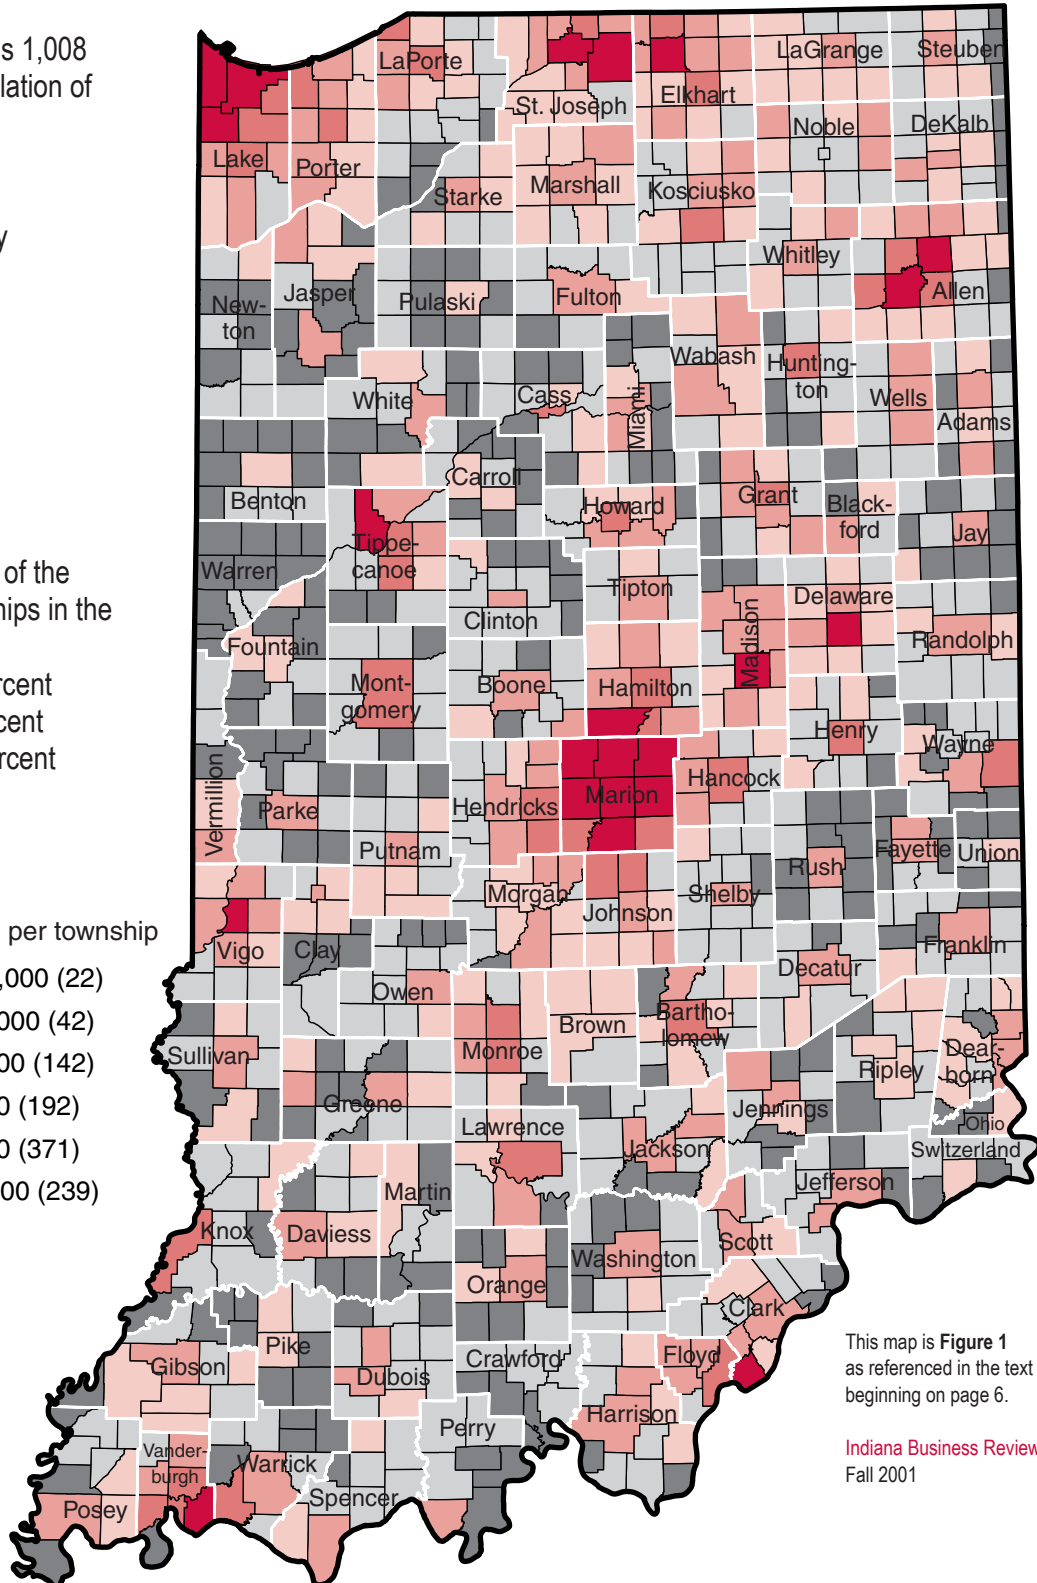 s 1,008
lation of
y
of the
ships in the
rcent
cent
rcent
per township
,000 (22)
000 (42)
00 (142)
0 (192)
0 (371)
00 (239)
LaPorte
St. Joseph
Elkhart
LaGrange
Steuben
Noble
DeKalb
Lake
Porter
Starke
Marshall
Kosciusko
Whitley
Allen
New-
ton
Jasper
Pulaski
Fulton
Wabash
Hunting-
ton
Wells
Adams
White
Cass
Miami
Carroll
Benton
Howard
Grant
Black-
ford
Jay
Warren
Tippe-
canoe
Clinton
Tipton
Madison
Delaware
Randolph
Fountain
Mont-
gomery
Boone
Hamilton
Henry
Wayne
Vermillion
Parke
Putnam
Hendricks
Marion
Hancock
Rush
Fayette
Union
Vigo
Clay
Owen
Morgan
Johnson
Shelby
Decatur
Franklin
Sullivan
Greene
Monroe
Brown
Bartho-
lomew
Jennings
Ripley
Dear-
born
Ohio
Switzerland
Lawrence
Jackson
Jefferson
Knox
Daviess
Martin
Orange
Washington
Scott
Clark
Gibson
Pike
Dubois
Crawford
Floyd
Harrison
Perry
Vander-
burgh
Warrick
Spencer
Posey
This map is Figure 1
as referenced in the text
beginning on page 6.
Indiana Business Review
Fall 2001